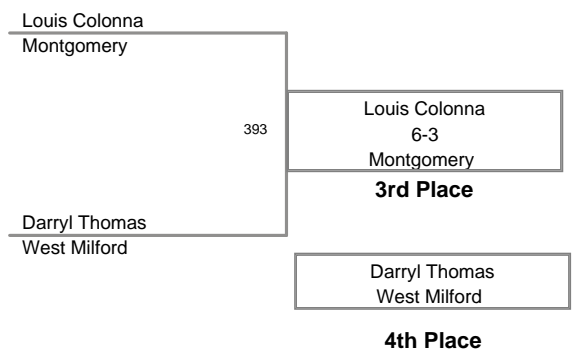 Louis Colonna
Montgomery
393
Louis Colonna
6-3
Montgomery
3rd Place
Darryl Thomas
West Milford
Darryl Thomas
West Milford
4th Place